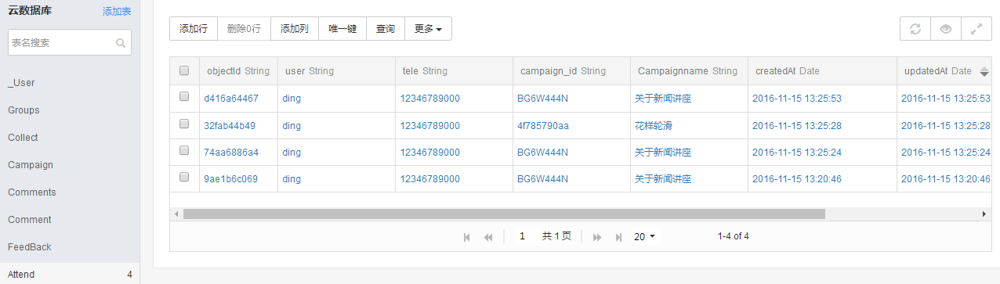 云数据库 添加表
表名搜索
_User
Groups
Collect
Campaign
Comments
Comment
FeedBack
Attend 4
添加行 删除0行 添加列 唯一键 查询 更多
objectId String user String tele String campaign_id String Campaignname String createdAt Date updatedAt Date
d416a64467 ding 12346789000 BG6W444N 关于新闻讲座 2016-11-15 13:25:53 2016-11-15 13:25:53
32fab44b49 ding 12346789000 4f785790aa 花样轮滑 2016-11-15 13:25:28 2016-11-15 13:25:28
74aa6886a4 ding 12346789000 BG6W444N 关于新闻讲座 2016-11-15 13:25:24 2016-11-15 13:25:24
9ae1b6c069 ding 12346789000 BG6W444N 关于新闻讲座 2016-11-15 13:20:46 2016-11-15 13:20:46
1 共 1 页 20 1-4 of 4